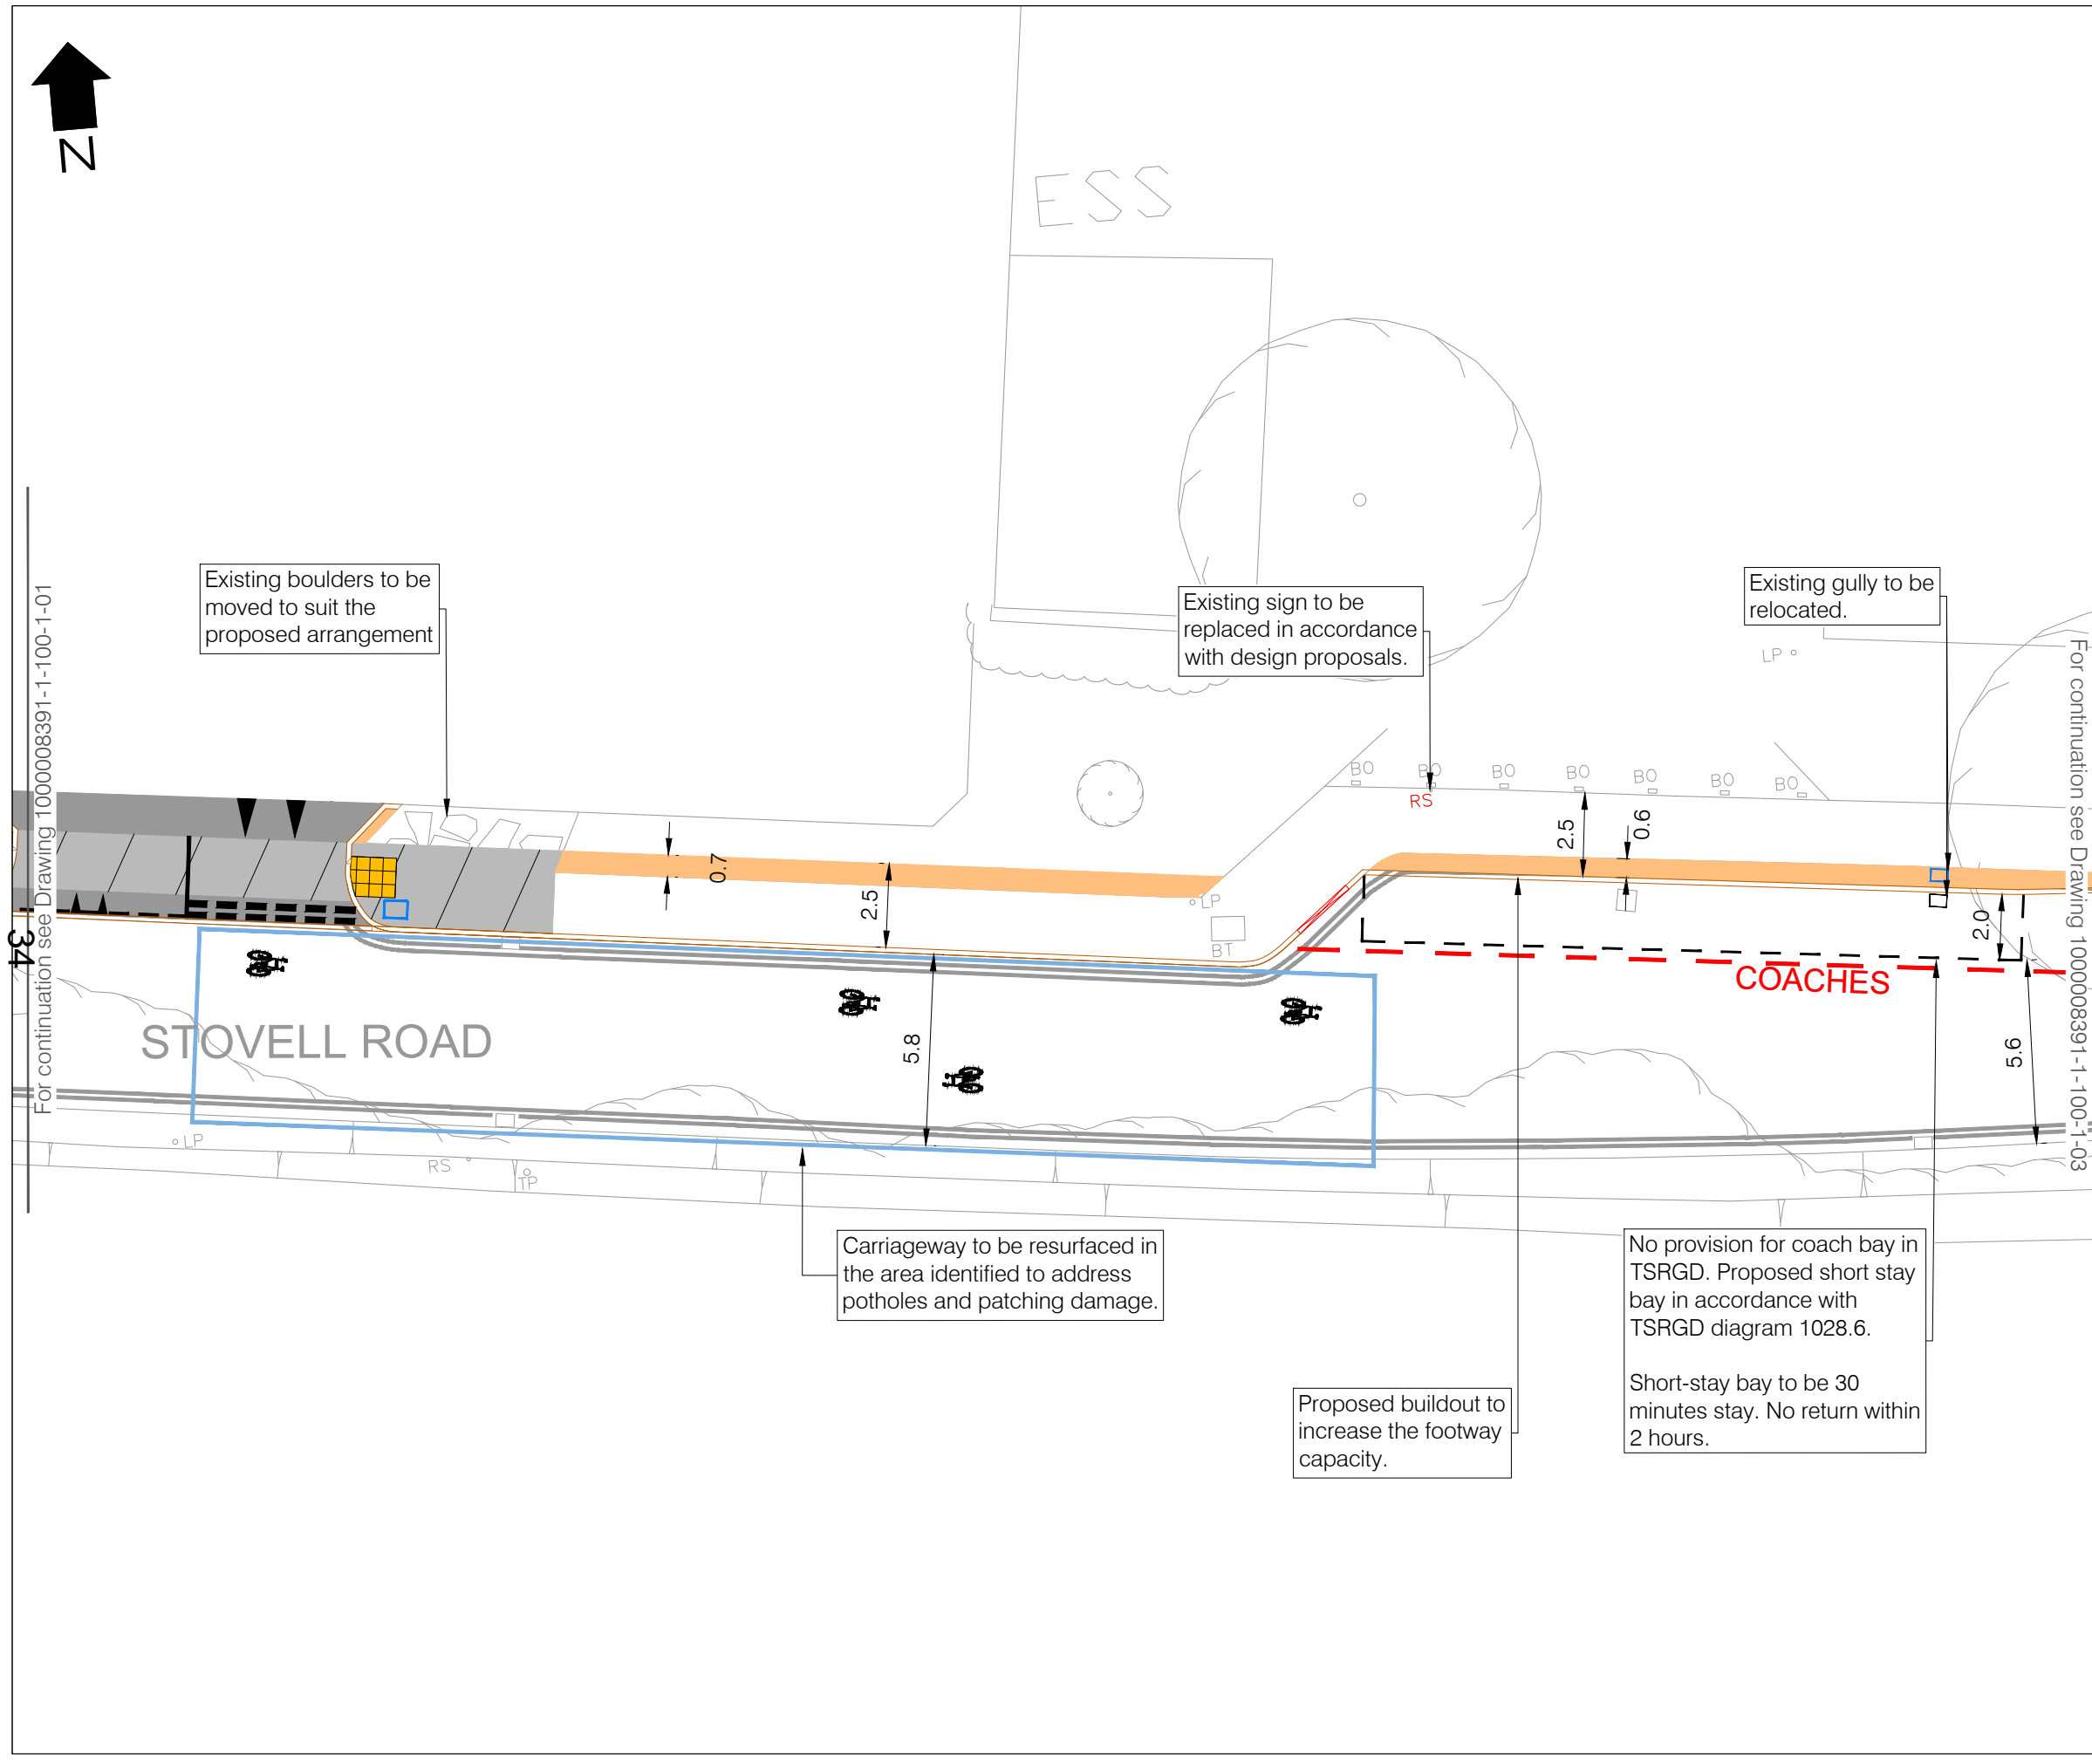 N
ESS
Existing boulders to be
moved to suit the
proposed arrangement
Existing sign to be
replaced in accordance
with design proposals.
Existing gully to be
relocated.
For continuation see Drawing 1000008391-1-100-1-01
For continuation see Drawing 1000008391-1-100-1-03
LP
BO
BO
BO
BO
BO
BO
BO
RS
2.5
0.6
0.7
2.5
LP
BT
2.0
COACHES
34
STOVELL ROAD
5.8
5.6
LP
RS
TP
Carriageway to be resurfaced in
the area identified to address
potholes and patching damage.
No provision for coach bay in
TSRGD. Proposed short stay
bay in accordance with
TSRGD diagram 1028.6.
Short-stay bay to be 30
minutes stay. No return within
2 hours.
Proposed buildout to
increase the footway
capacity.